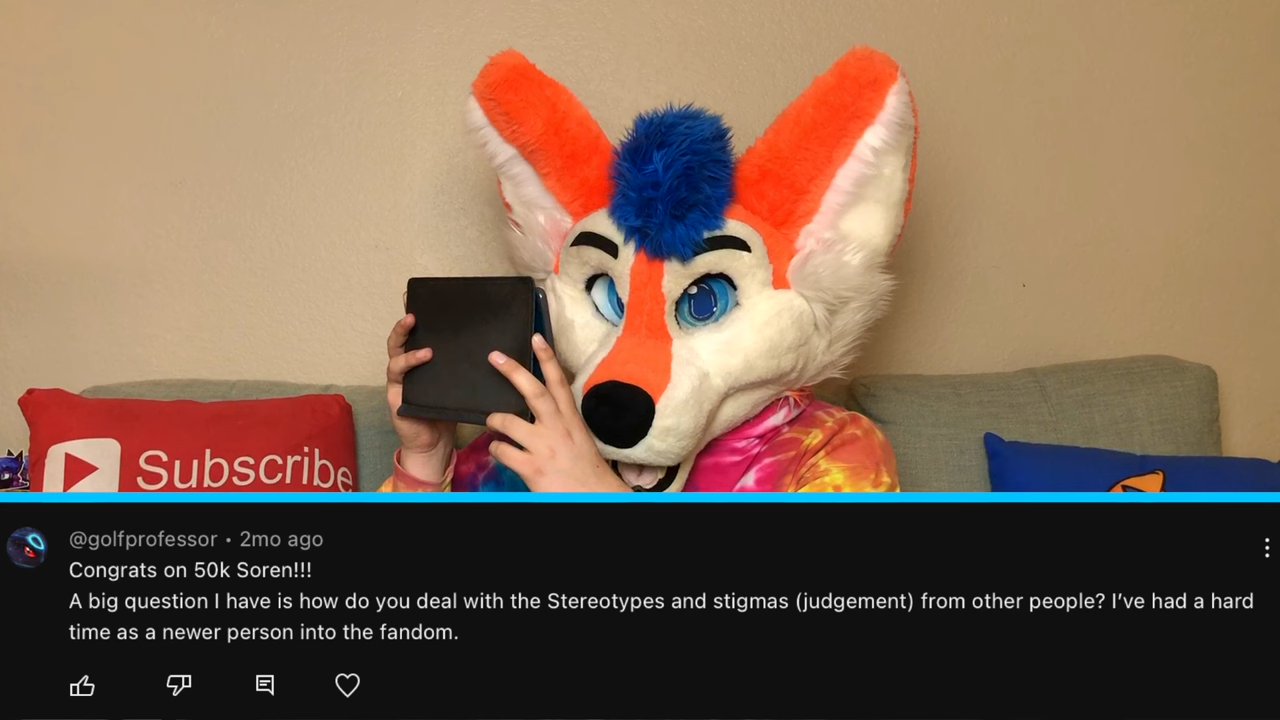 Subscribe
@golfprofessor • 2mo ago
Congrats on 50k Soren!!!
A big question I have is how do you deal with the Stereotypes and stigmas (judgement) from other people? I’ve had a hard
time as a newer person into the fandom.